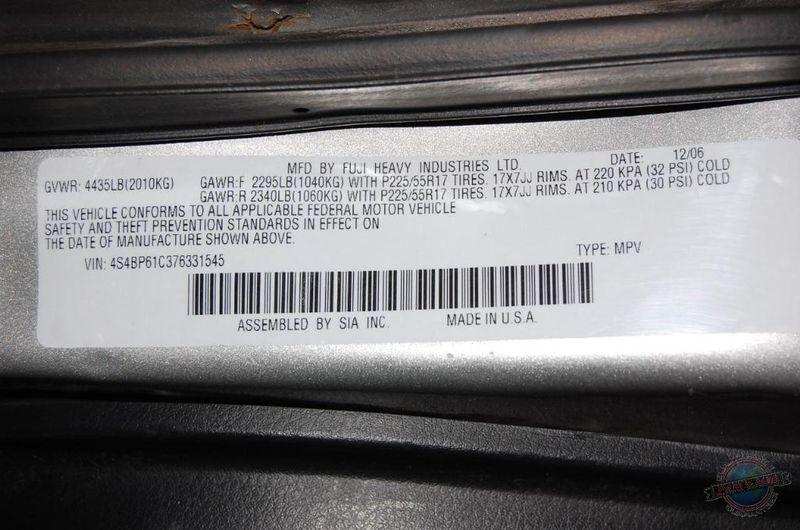 MFD BY FUJI HEAVY INDUSTRIES LTD. DATE: 12/06
GVWR: 4435LB(2010KG) GAWR:F 2295LB(1040KG) WITH P225/55R17 TIRES. 17X7JJ RIMS. AT 220 KPA (32 PSI) COLD
GAWR:R 2340LB(1060KG) WITH P225/55R17 TIRES. 17X7JJ RIMS. AT 210 KPA (30 PSI) COLD
THIS VEHICLE CONFORMS TO ALL APPLICABLE FEDERAL MOTOR VEHICLE
SAFETY AND THEFT PREVENTION STANDARDS IN EFFECT ON
THE DATE OF MANUFACTURE SHOWN ABOVE.
VIN: 4S4BP61C376331545 TYPE: MPV
ASSEMBLED BY SIA INC. MADE IN U.S.A.